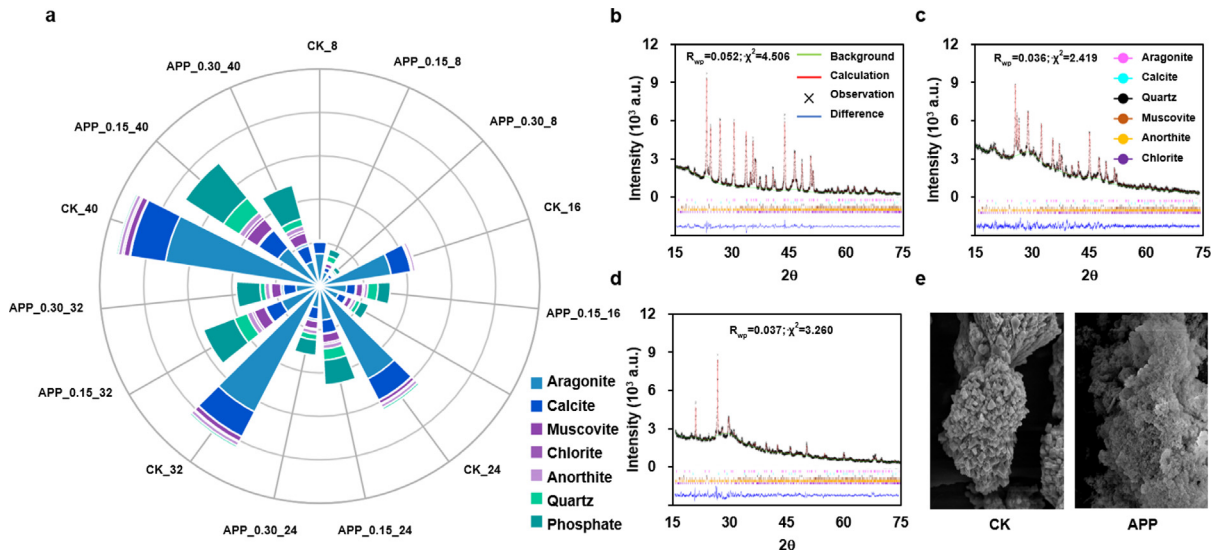 a
CK_8
APP_0.15_8
APP_0.30_8
CK_16
APP_0.15_16
CK_24
APP_0.15_24
APP_0.30_24
CK_32
APP_0.15_32
APP_0.30_32
CK_40
APP_0.15_40
APP_0.30_40
Aragonite
Calcite
Muscovite
Chlorite
Anorthite
Quartz
Phosphate
b
Rwp=0.052; χ²=4.506
Background
Calculation
Observation
Difference
Intensity (10³ a.u.)
12
9
6
3
0
15 30 45 60 75
2θ
c
Rwp=0.036; χ²=2.419
Aragonite
Calcite
Quartz
Muscovite
Anorthite
Chlorite
Intensity (10³ a.u.)
12
9
6
3
0
15 30 45 60 75
2θ
d
Rwp=0.037; χ²=3.260
Intensity (10³ a.u.)
12
9
6
3
0
15 30 45 60 75
2θ
e
CK
APP